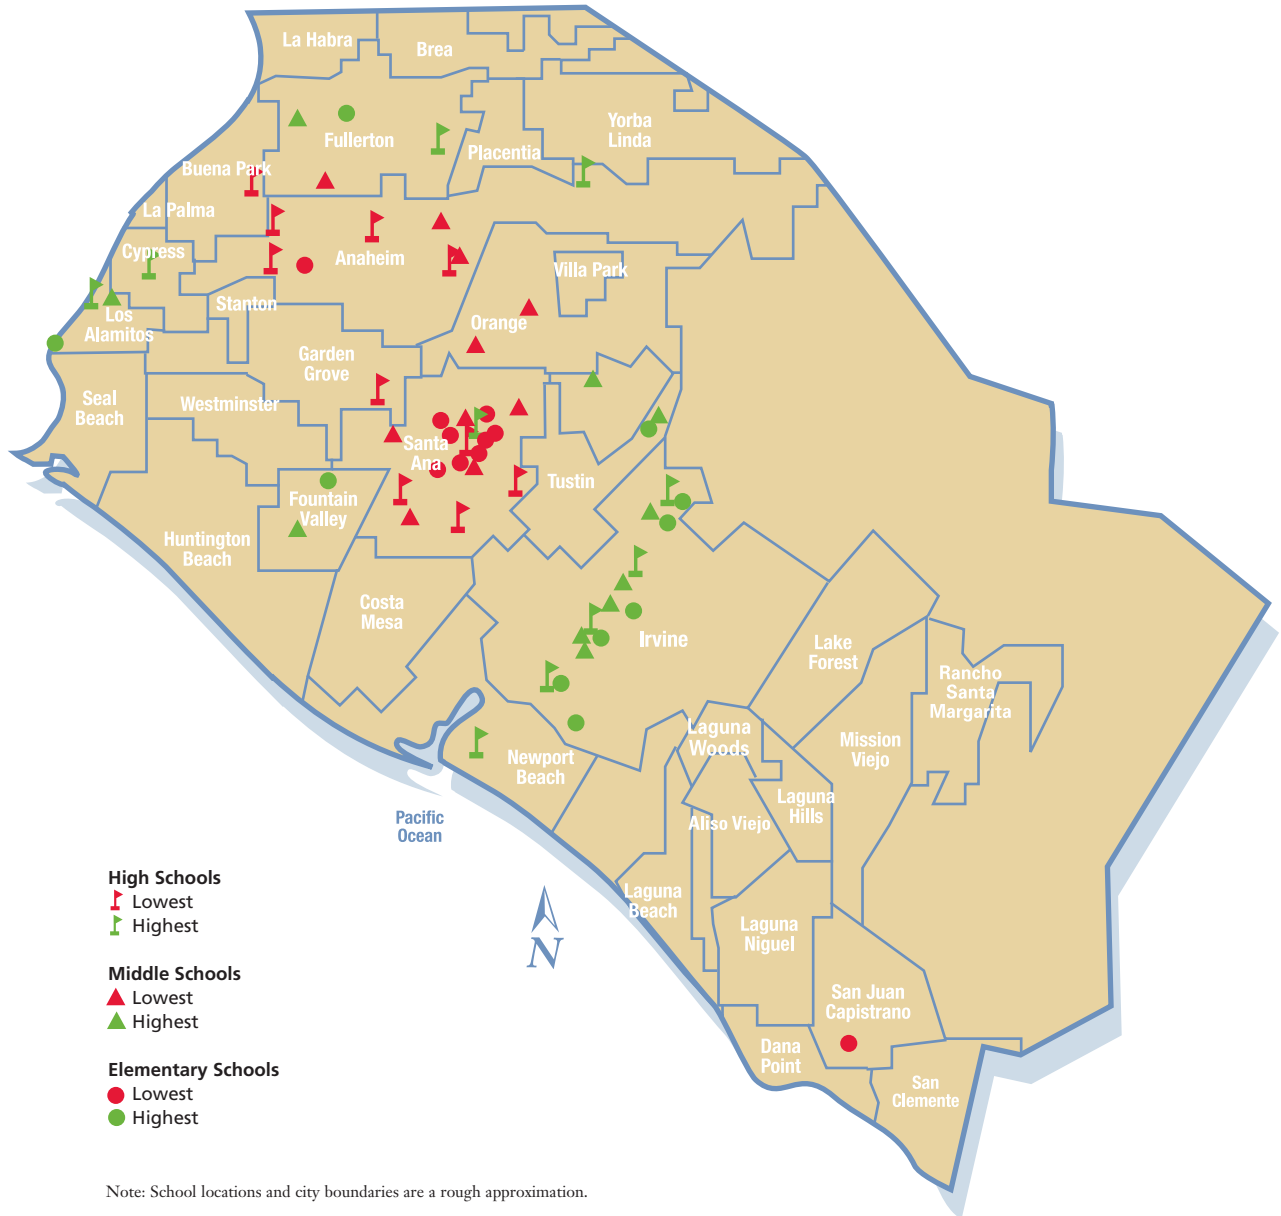 La Habra
Brea
Fullerton
Yorba
Linda
Placentia
Buena Park
La Palma
Cypress
Anaheim
Villa Park
Stanton
Los
Alamitos
Orange
Garden
Grove
Seal
Beach
Westminster
Santa
Ana
Tustin
Fountain
Valley
Huntington
Beach
Costa
Mesa
Irvine
Lake
Forest
Rancho
Santa
Margarita
Laguna
Woods
Mission
Viejo
Newport
Beach
Laguna
Hills
Pacific
Ocean
Aliso Viejo
Laguna
Beach
Laguna
Niguel
San Juan
Capistrano
Dana
Point
San
Clemente
N
High Schools
Lowest
Highest
Middle Schools
Lowest
Highest
Elementary Schools
Lowest
Highest
Note: School locations and city boundaries are a rough approximation.